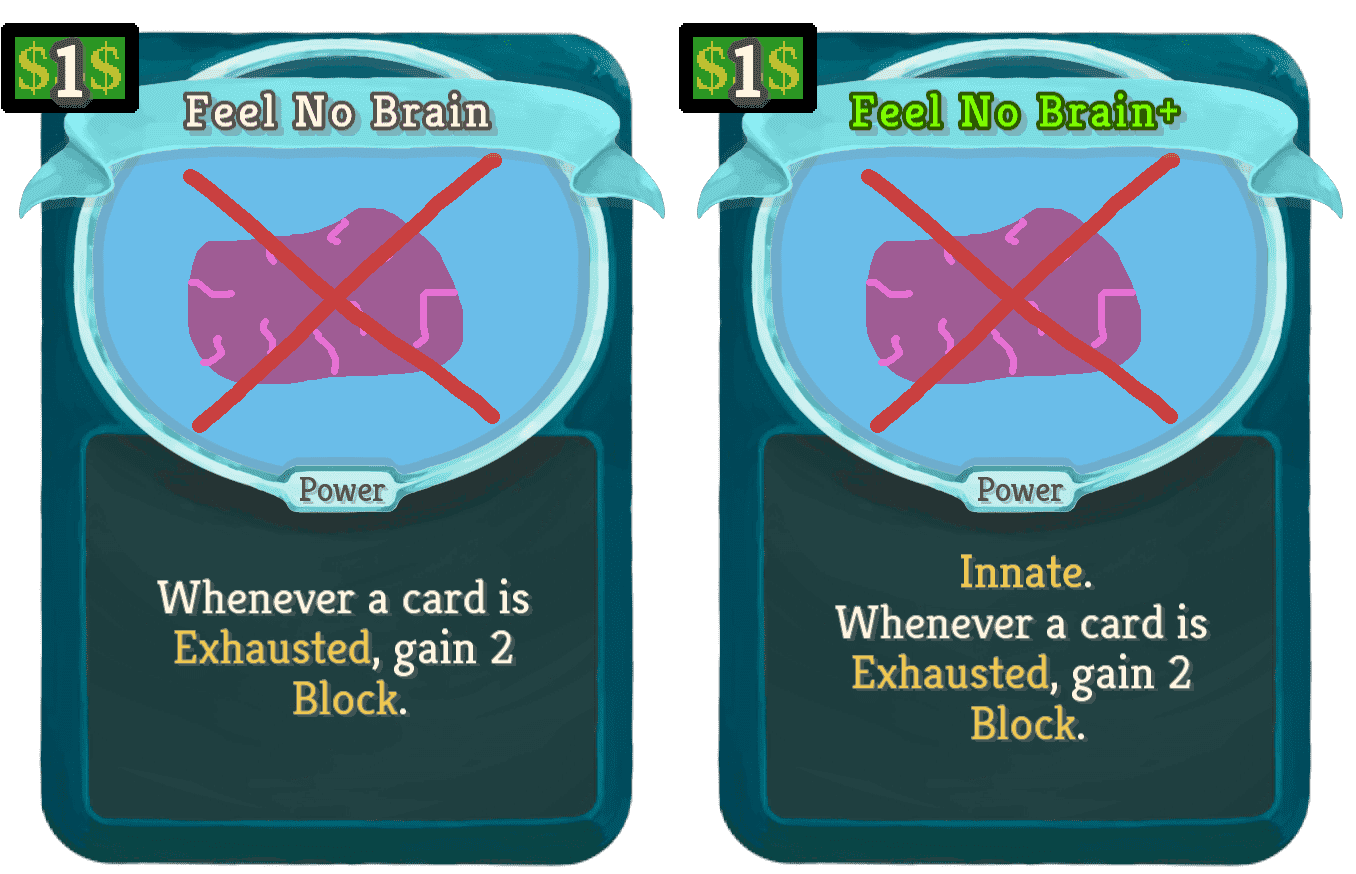 $1$
Feel No Brain
Power
Whenever a card is
Exhausted, gain 2
Block.
$1$
Feel No Brain+
Power
Innate.
Whenever a card is
Exhausted, gain 2
Block.